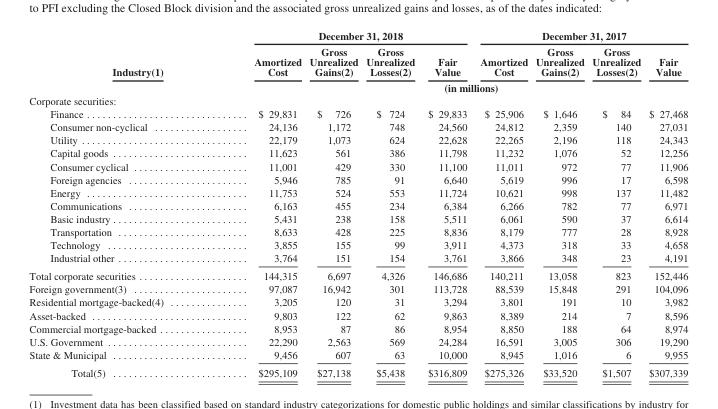 to PFI excluding the Closed Block division and the associated gross unrealized gains and losses, as of the dates indicated:
December 31, 2018 December 31, 2017
Industry(1) Amortized Cost Gross Unrealized Gains(2) Gross Unrealized Losses(2) Fair Value Amortized Cost Gross Unrealized Gains(2) Gross Unrealized Losses(2) Fair Value
(in millions)
Corporate securities:
Finance $ 29,831 $ 726 $ 724 $ 29,833 $ 25,906 $ 1,646 $ 84 $ 27,468
Consumer non-cyclical 24,136 1,172 748 24,560 24,812 2,359 140 27,031
Utility 22,179 1,073 624 22,628 22,265 2,196 118 24,343
Capital goods 11,623 561 386 11,798 11,232 1,076 52 12,256
Consumer cyclical 11,001 429 330 11,100 11,011 972 77 11,906
Foreign agencies 5,946 785 91 6,640 5,619 996 17 6,598
Energy 11,753 524 553 11,724 10,621 998 137 11,482
Communications 6,163 455 234 6,384 6,266 782 77 6,971
Basic industry 5,431 238 158 5,511 6,061 590 37 6,614
Transportation 8,633 428 225 8,836 8,179 777 28 8,928
Technology 3,855 155 99 3,911 4,373 318 33 4,658
Industrial other 3,764 151 154 3,761 3,866 348 23 4,191
Total corporate securities 144,315 6,697 4,326 146,686 140,211 13,058 823 152,446
Foreign government(3) 97,087 16,942 301 113,728 88,539 15,848 291 104,096
Residential mortgage-backed(4) 3,205 120 31 3,294 3,801 191 10 3,982
Asset-backed 9,803 122 62 9,863 8,389 214 7 8,596
Commercial mortgage-backed 8,953 87 86 8,954 8,850 188 64 8,974
U.S. Government 22,290 2,563 569 24,284 16,591 3,005 306 19,290
State & Municipal 9,456 607 63 10,000 8,945 1,016 6 9,955
Total(5) $295,109 $27,138 $5,438 $316,809 $275,326 $33,520 $1,507 $307,339
(1) Investment data has been classified based on standard industry categorizations for domestic public holdings and similar classifications by industry for